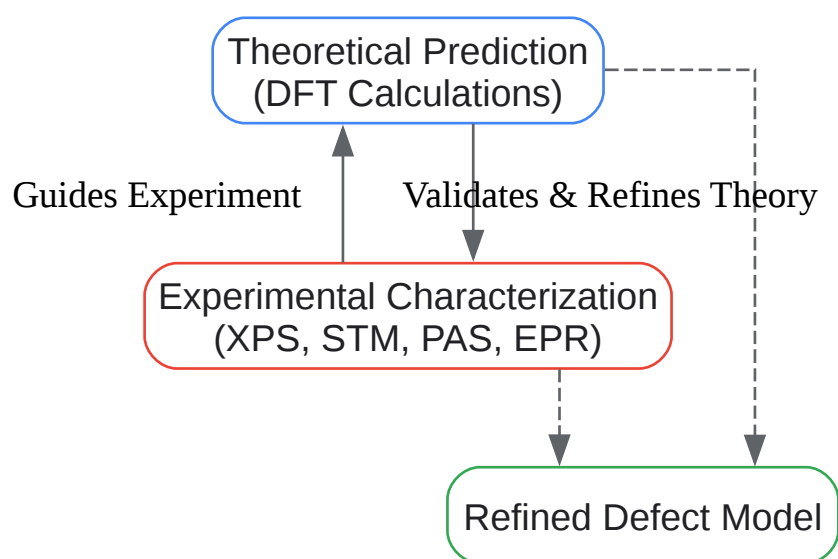 Theoretical Prediction
(DFT Calculations)
Guides Experiment
Validates & Refines Theory
Experimental Characterization
(XPS, STM, PAS, EPR)
Refined Defect Model